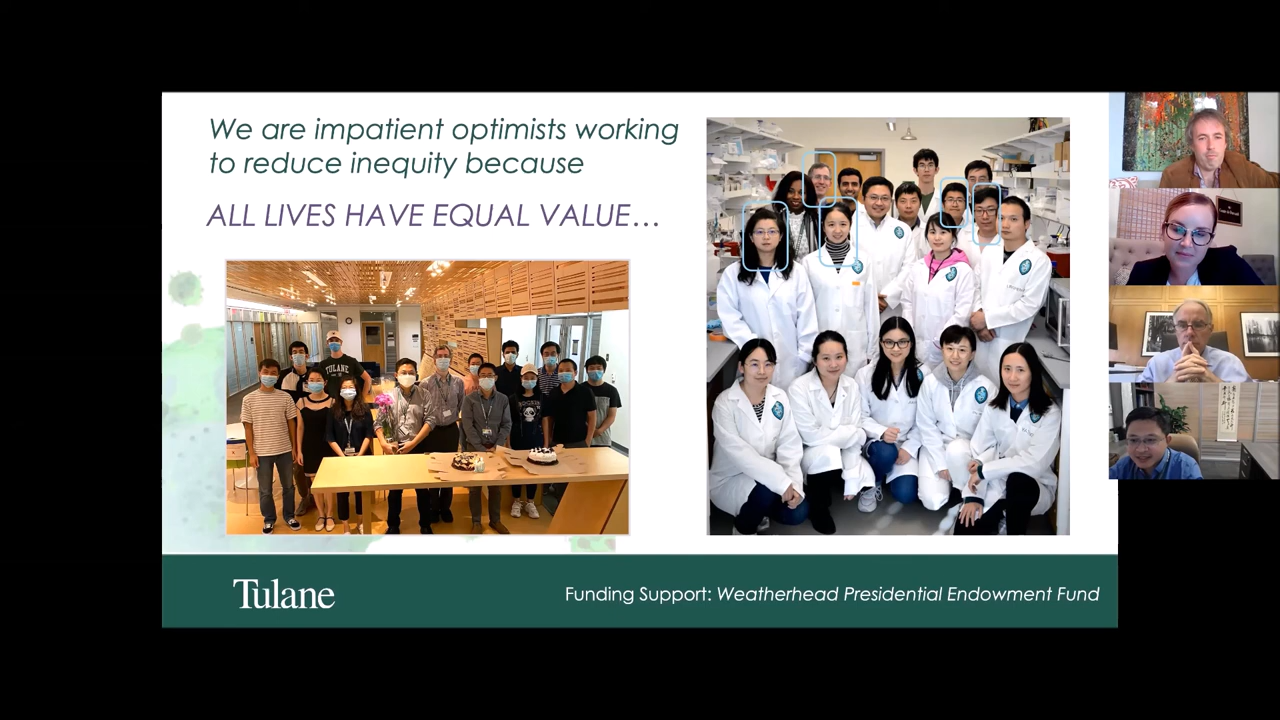 We are impatient optimists working
to reduce inequity because
ALL LIVES HAVE EQUAL VALUE...
TULANE
Tulane
Funding Support: Weatherhead Presidential Endowment Fund